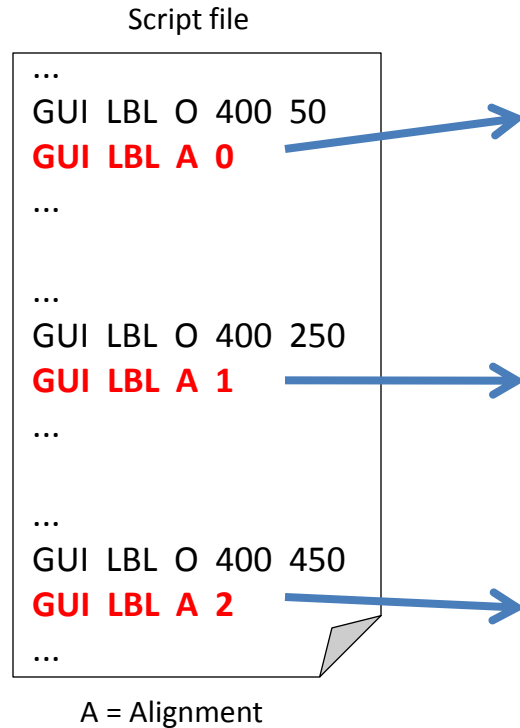 Script file
...
GUI LBL O 400 50
GUI LBL A 0
...
...
GUI LBL O 400 250
GUI LBL A 1
...
...
GUI LBL O 400 450
GUI LBL A 2
...
A = Alignment